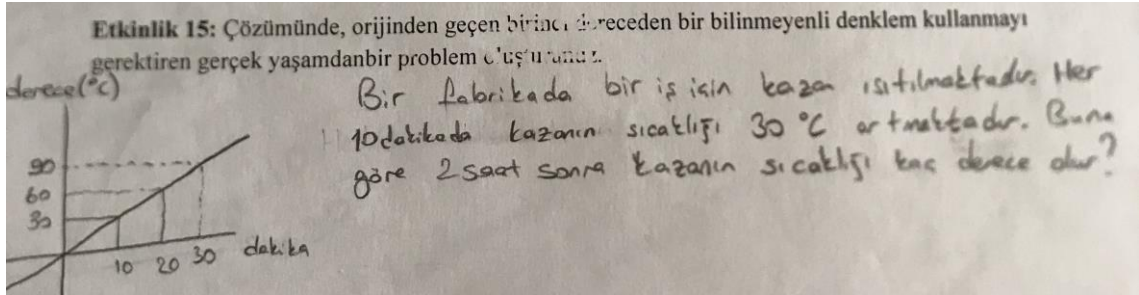 Etkinlik 15: Çözümünde, orijinden geçen birinci dereceden bir bilinmeyenli denklem kullanmayı
gerektiren gerçek yaşamdanbir problem oluşturunuz.
derece(°C)
Bir fabrikada bir iş için kazan ısıtılmaktadır. Her
10 dakikada kazanın sıcaklığı 30 °C artmaktadır. Buna
göre 2 saat sonra kazanın sıcaklığı kaç derece olur?
90
60
30
10 20 30 dakika